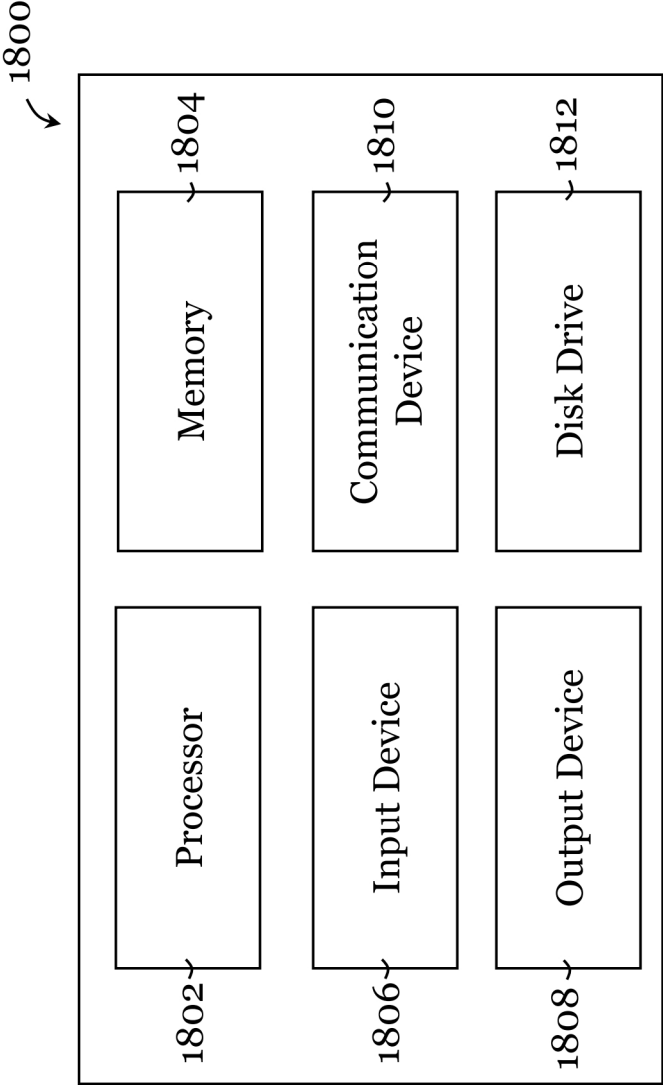 1800
1802
Processor
Memory
1804
1806
Input Device
Communication
Device
1810
1808
Output Device
Disk Drive
1812